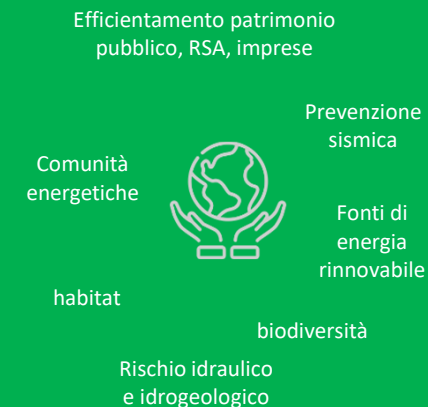 Efficientamento patrimonio
pubblico, RSA, imprese
Prevenzione
sismica
Comunità
energetiche
Fonti di
energia
rinnovabile
habitat
biodiversità
Rischio idraulico
e idrogeologico